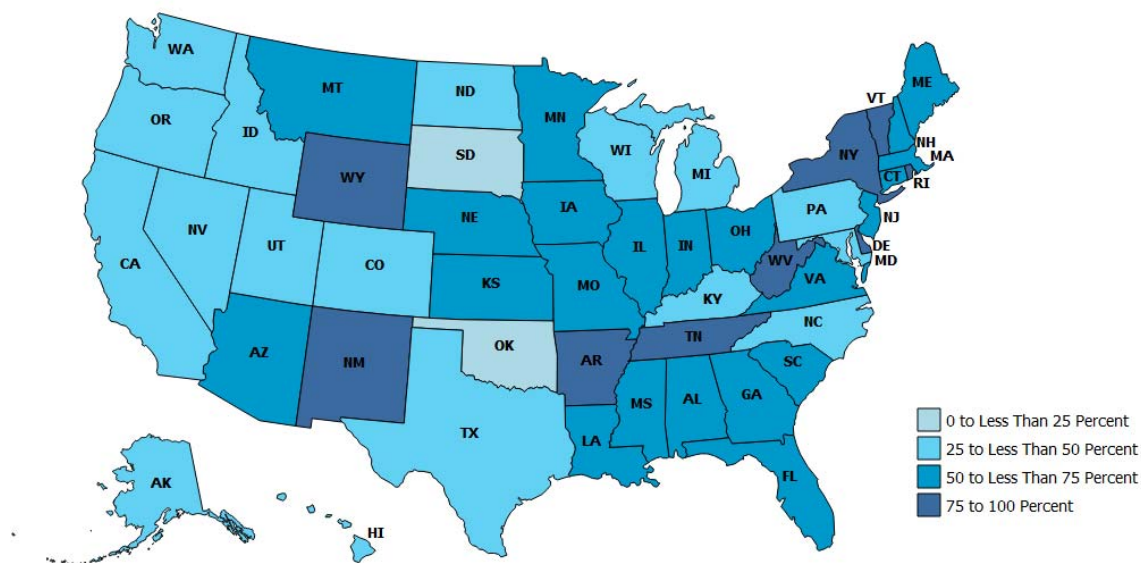 WA
MT
ND
MN
ME
VT
OR
ID
SD
WI
NH
MA
NY
WY
MI
CT
RI
IA
PA
NE
NJ
NV
OH
IL
IN
UT
DE
CO
WV
MD
CA
VA
KS
MO
KY
NC
TN
OK
AZ
NM
AR
SC
MS
AL
GA
TX
LA
FL
AK
HI
0 to Less Than 25 Percent
25 to Less Than 50 Percent
50 to Less Than 75 Percent
75 to 100 Percent